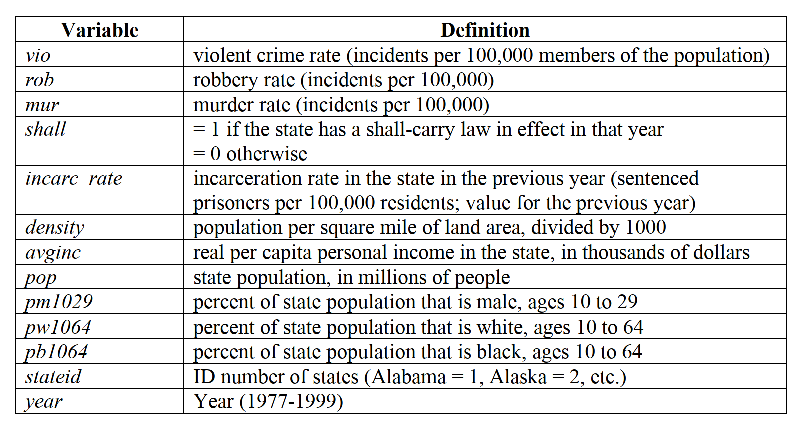 Variable Definition
vio violent crime rate (incidents per 100,000 members of the population)
rob robbery rate (incidents per 100,000)
mur murder rate (incidents per 100,000)
shall = 1 if the state has a shall-carry law in effect in that year
= 0 otherwise
incarc rate incarceration rate in the state in the previous year (sentenced
prisoners per 100,000 residents; value for the previous year)
density population per square mile of land area, divided by 1000
avginc real per capita personal income in the state, in thousands of dollars
pop state population, in millions of people
pm1029 percent of state population that is male, ages 10 to 29
pw1064 percent of state population that is white, ages 10 to 64
pb1064 percent of state population that is black, ages 10 to 64
stateid ID number of states (Alabama = 1, Alaska = 2, etc.)
year Year (1977-1999)